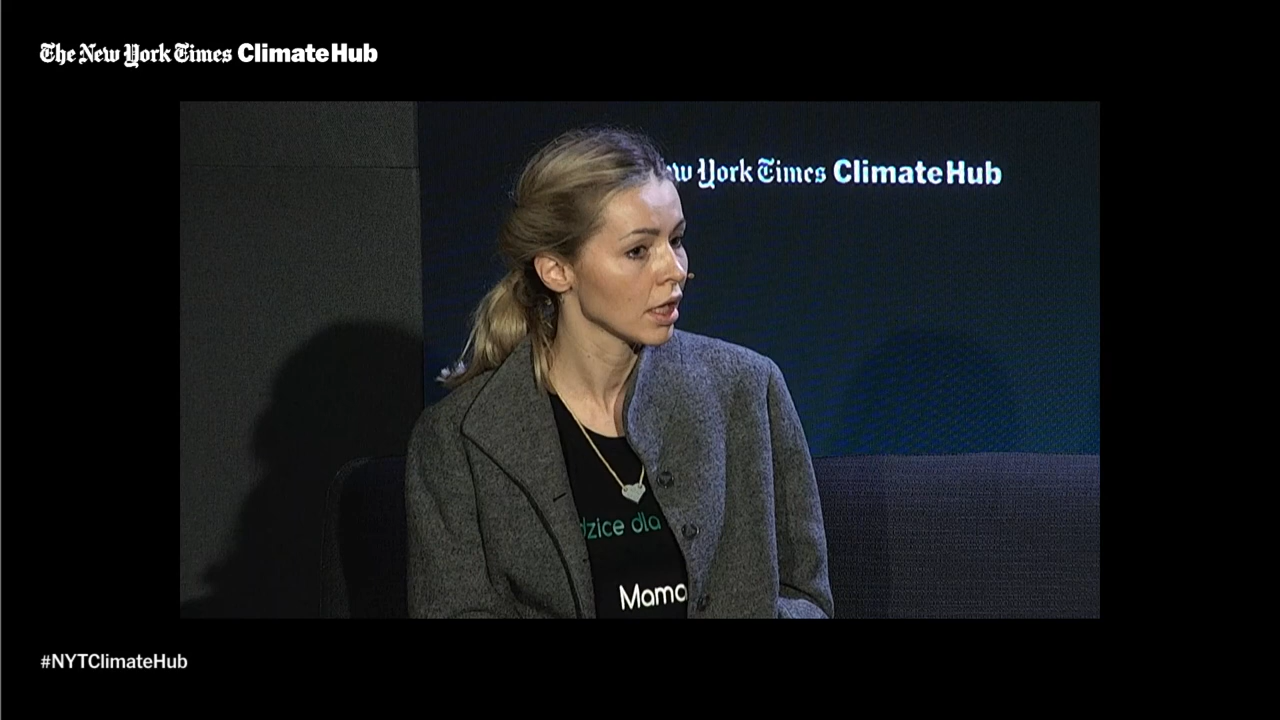 The New York Times Climate Hub
ew York Times Climate Hub
dzice dla
Mama
#NYTClimateHub